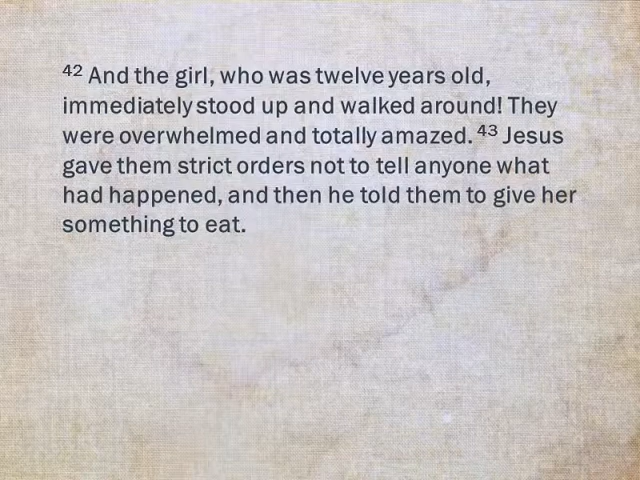 ⁴² And the girl, who was twelve years old,
immediately stood up and walked around! They
were overwhelmed and totally amazed. ⁴³ Jesus
gave them strict orders not to tell anyone what
had happened, and then he told them to give her
something to eat.